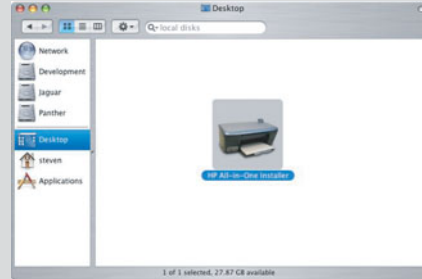 Desktop
local disks
Network
Development
Jaguar
Panther
Desktop
steven
Applications
HP All-in-One Installer
1 of 1 selected, 27.87 GB available